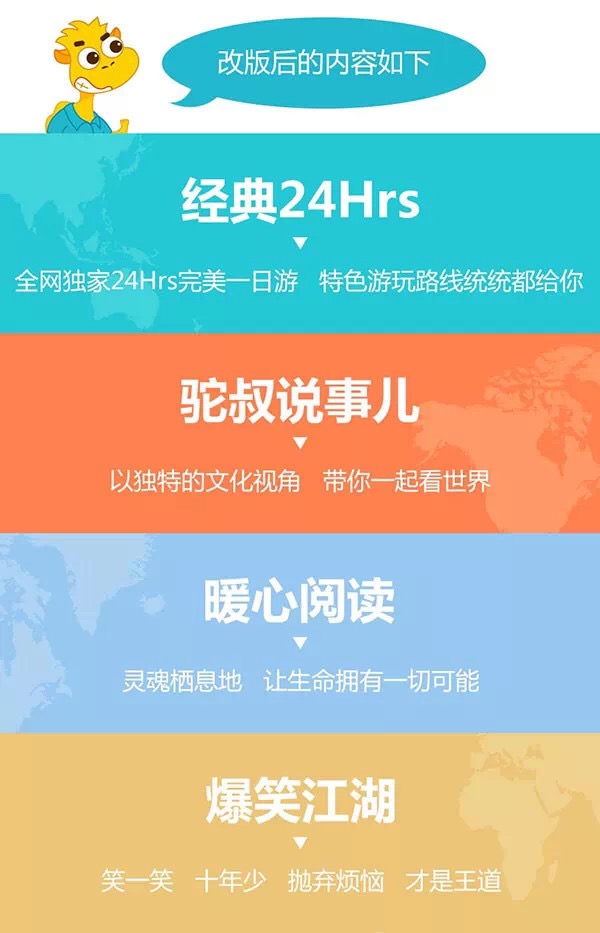 改版后的内容如下
经典24Hrs
全网独家24Hrs完美一日游 特色游玩路线统统都给你
驼叔说事儿
以独特的文化视角 带你一起看世界
暖心阅读
灵魂栖息地 让生命拥有一切可能
爆笑江湖
笑一笑 十年少 抛弃烦恼 才是王道